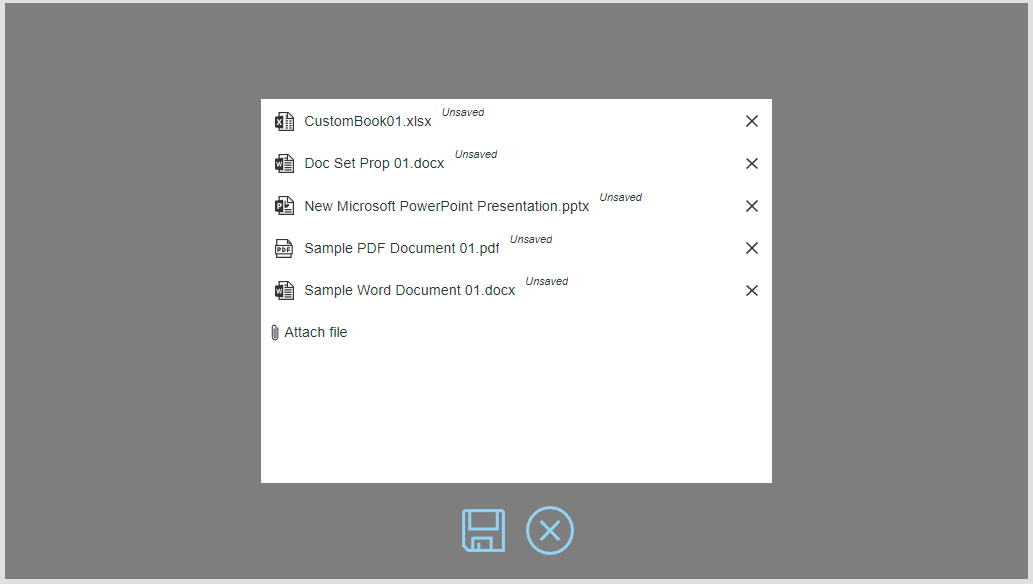 CustomBook01.xlsx Unsaved
Doc Set Prop 01.docx Unsaved
New Microsoft PowerPoint Presentation.pptx Unsaved
PDF Sample PDF Document 01.pdf Unsaved
Sample Word Document 01.docx Unsaved
Attach file